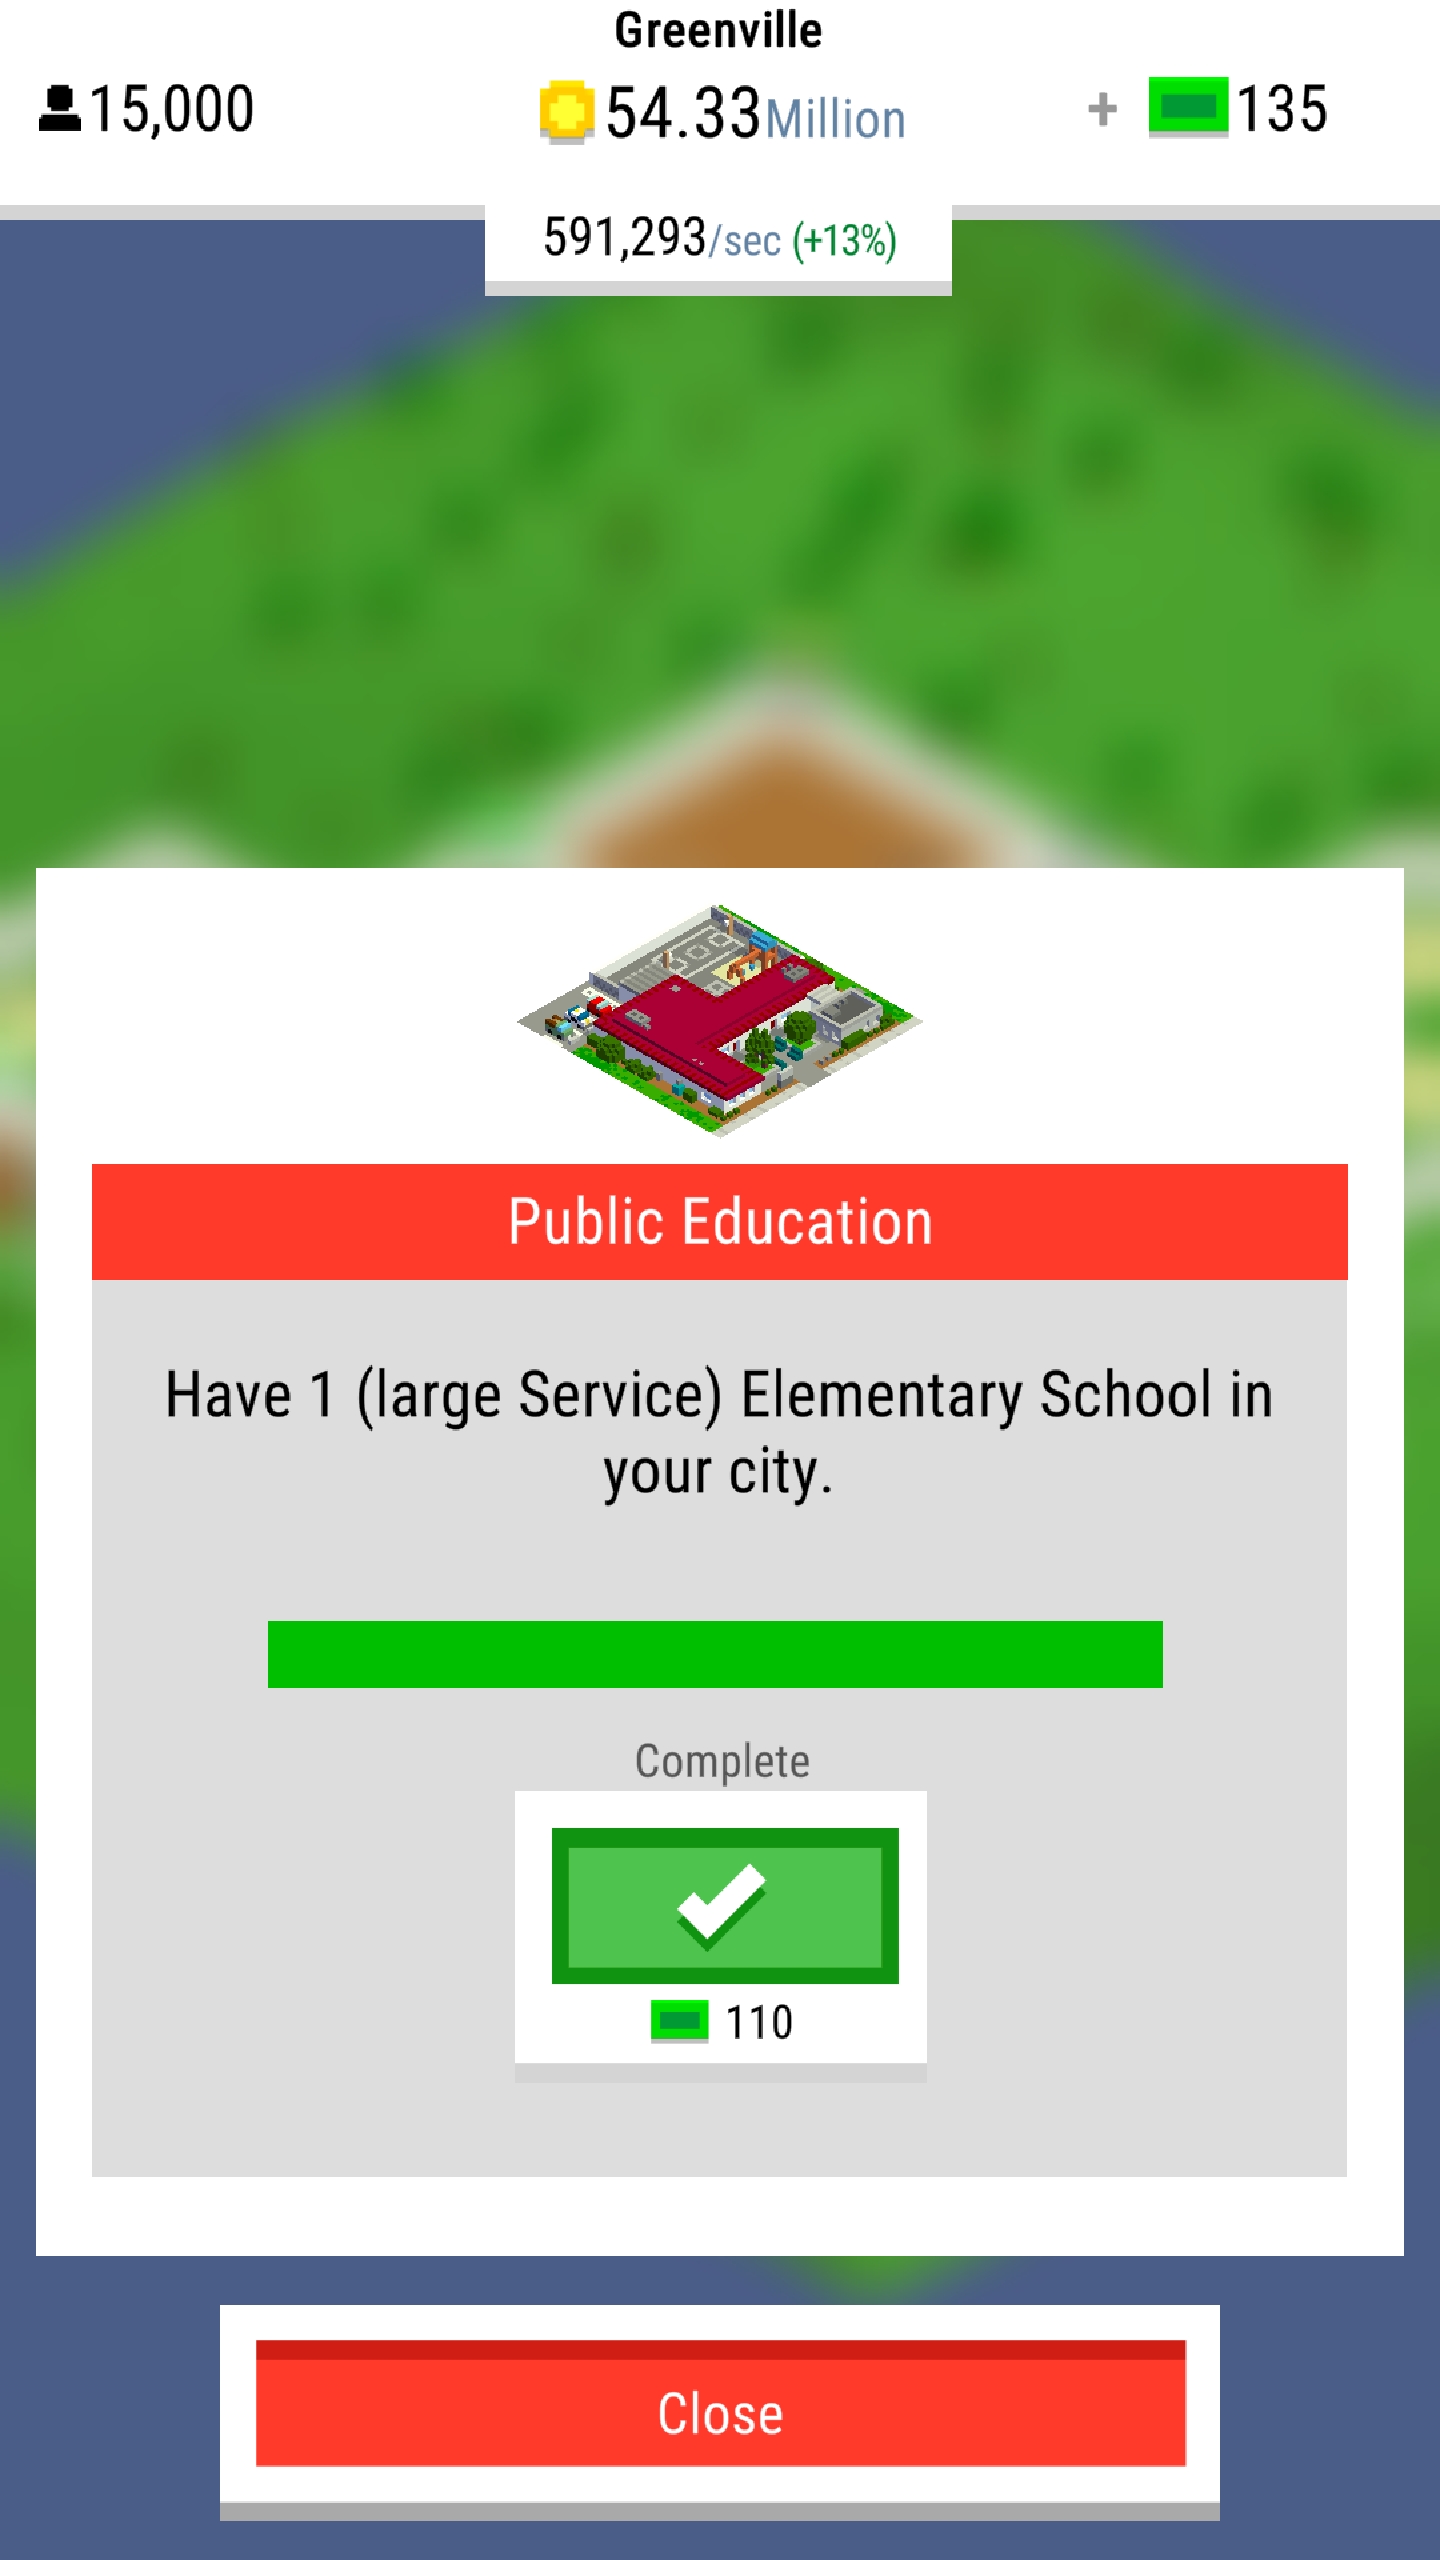 Greenville
15,000
54.33Million
+ 135
591,293/sec (+13%)
Public Education
Have 1 (large Service) Elementary School in
your city.
Complete
110
Close